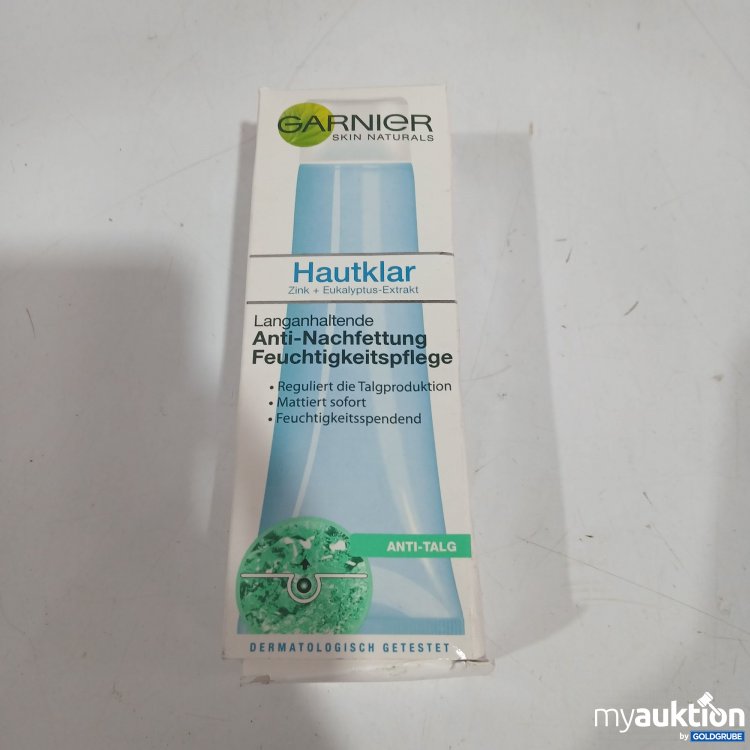 GARNIER
SKIN NATURALS
Hautklar
Zink + Eukalyptus-Extrakt
Langanhaltende
Anti-Nachfettung
Feuchtigkeitspflege
• Reguliert die Talgproduktion
• Mattiert sofort
• Feuchtigkeitsspendend
ANTI-TALG
DERMATOLOGISCH GETESTET
myauktion
by GOLDGRUBE